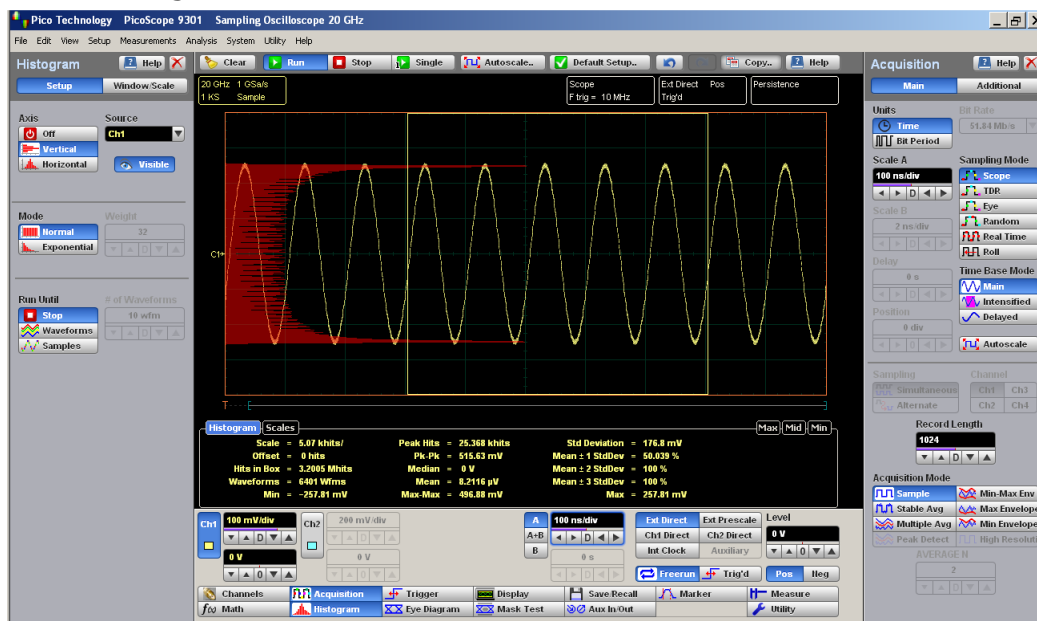 Pico Technology PicoScope 9301 Sampling Oscilloscope 20 GHz
File Edit View Setup Measurements Analysis System Utility Help
Histogram
Help
Setup
Window/Scale
Axis
Source
Off
Ch1
Vertical
Horizontal
Visible
Mode
Weight
Normal
32
Exponential
D
Run Until
# of Waveforms
Stop
10 wfm
Waveforms
D
Samples
Clear Run Stop Single Autoscale.. Default Setup.. Copy.. Help
20 GHz 1 GSa/s
1 KS Sample
Scope
F trig = 10 MHz
Ext Direct Pos
Trig'd
Persistence
C1
T
Histogram Scales Max Mid Min
Scale = 5.07 khits/ Peak Hits = 25.368 khits Std Deviation = 176.8 mV
Offset = 0 hits Pk-Pk = 515.63 mV Mean ± 1 StdDev = 50.039 %
Hits in Box = 3.2005 Mhits Median = 0 V Mean ± 2 StdDev = 100 %
Waveforms = 6401 Wfms Mean = 8.2116 µV Mean ± 3 StdDev = 100 %
Min = -257.81 mV Max-Max = 496.88 mV Max = 257.81 mV
Ch1 100 mV/div Ch2 200 mV/div A 100 ns/div Ext Direct Ext Prescale Level
D D A+B D Ch1 Direct Ch2 Direct 0 V
0 V 0 V B 0 s Int Clock Auxiliary 0
0 0 D Freerun Trig'd Pos Neg
Channels Acquisition Trigger Display Save/Recall Marker Measure
f(x) Math Histogram Eye Diagram Mask Test Aux In/Out Utility
Acquisition
Help
Main
Additional
Units
Bit Rate
Time
51.84 Mb/s
Bit Period
Scale A
Sampling Mode
100 ns/div
Scope
D
TDR
Scale B
Eye
2 ns/div
Random
D
Real Time
Delay
Roll
0 s
Time Base Mode
D
Main
Position
Intensified
0 div
Delayed
D
Autoscale
Sampling
Channel
Simultaneous
Ch1 Ch3
Alternate
Ch2 Ch4
Record Length
1024
D
Acquisition Mode
Sample Min-Max Env
Stable Avg Max Envelope
Multiple Avg Min Envelope
Peak Detect High Resoluti
AVERAGE N
2
D